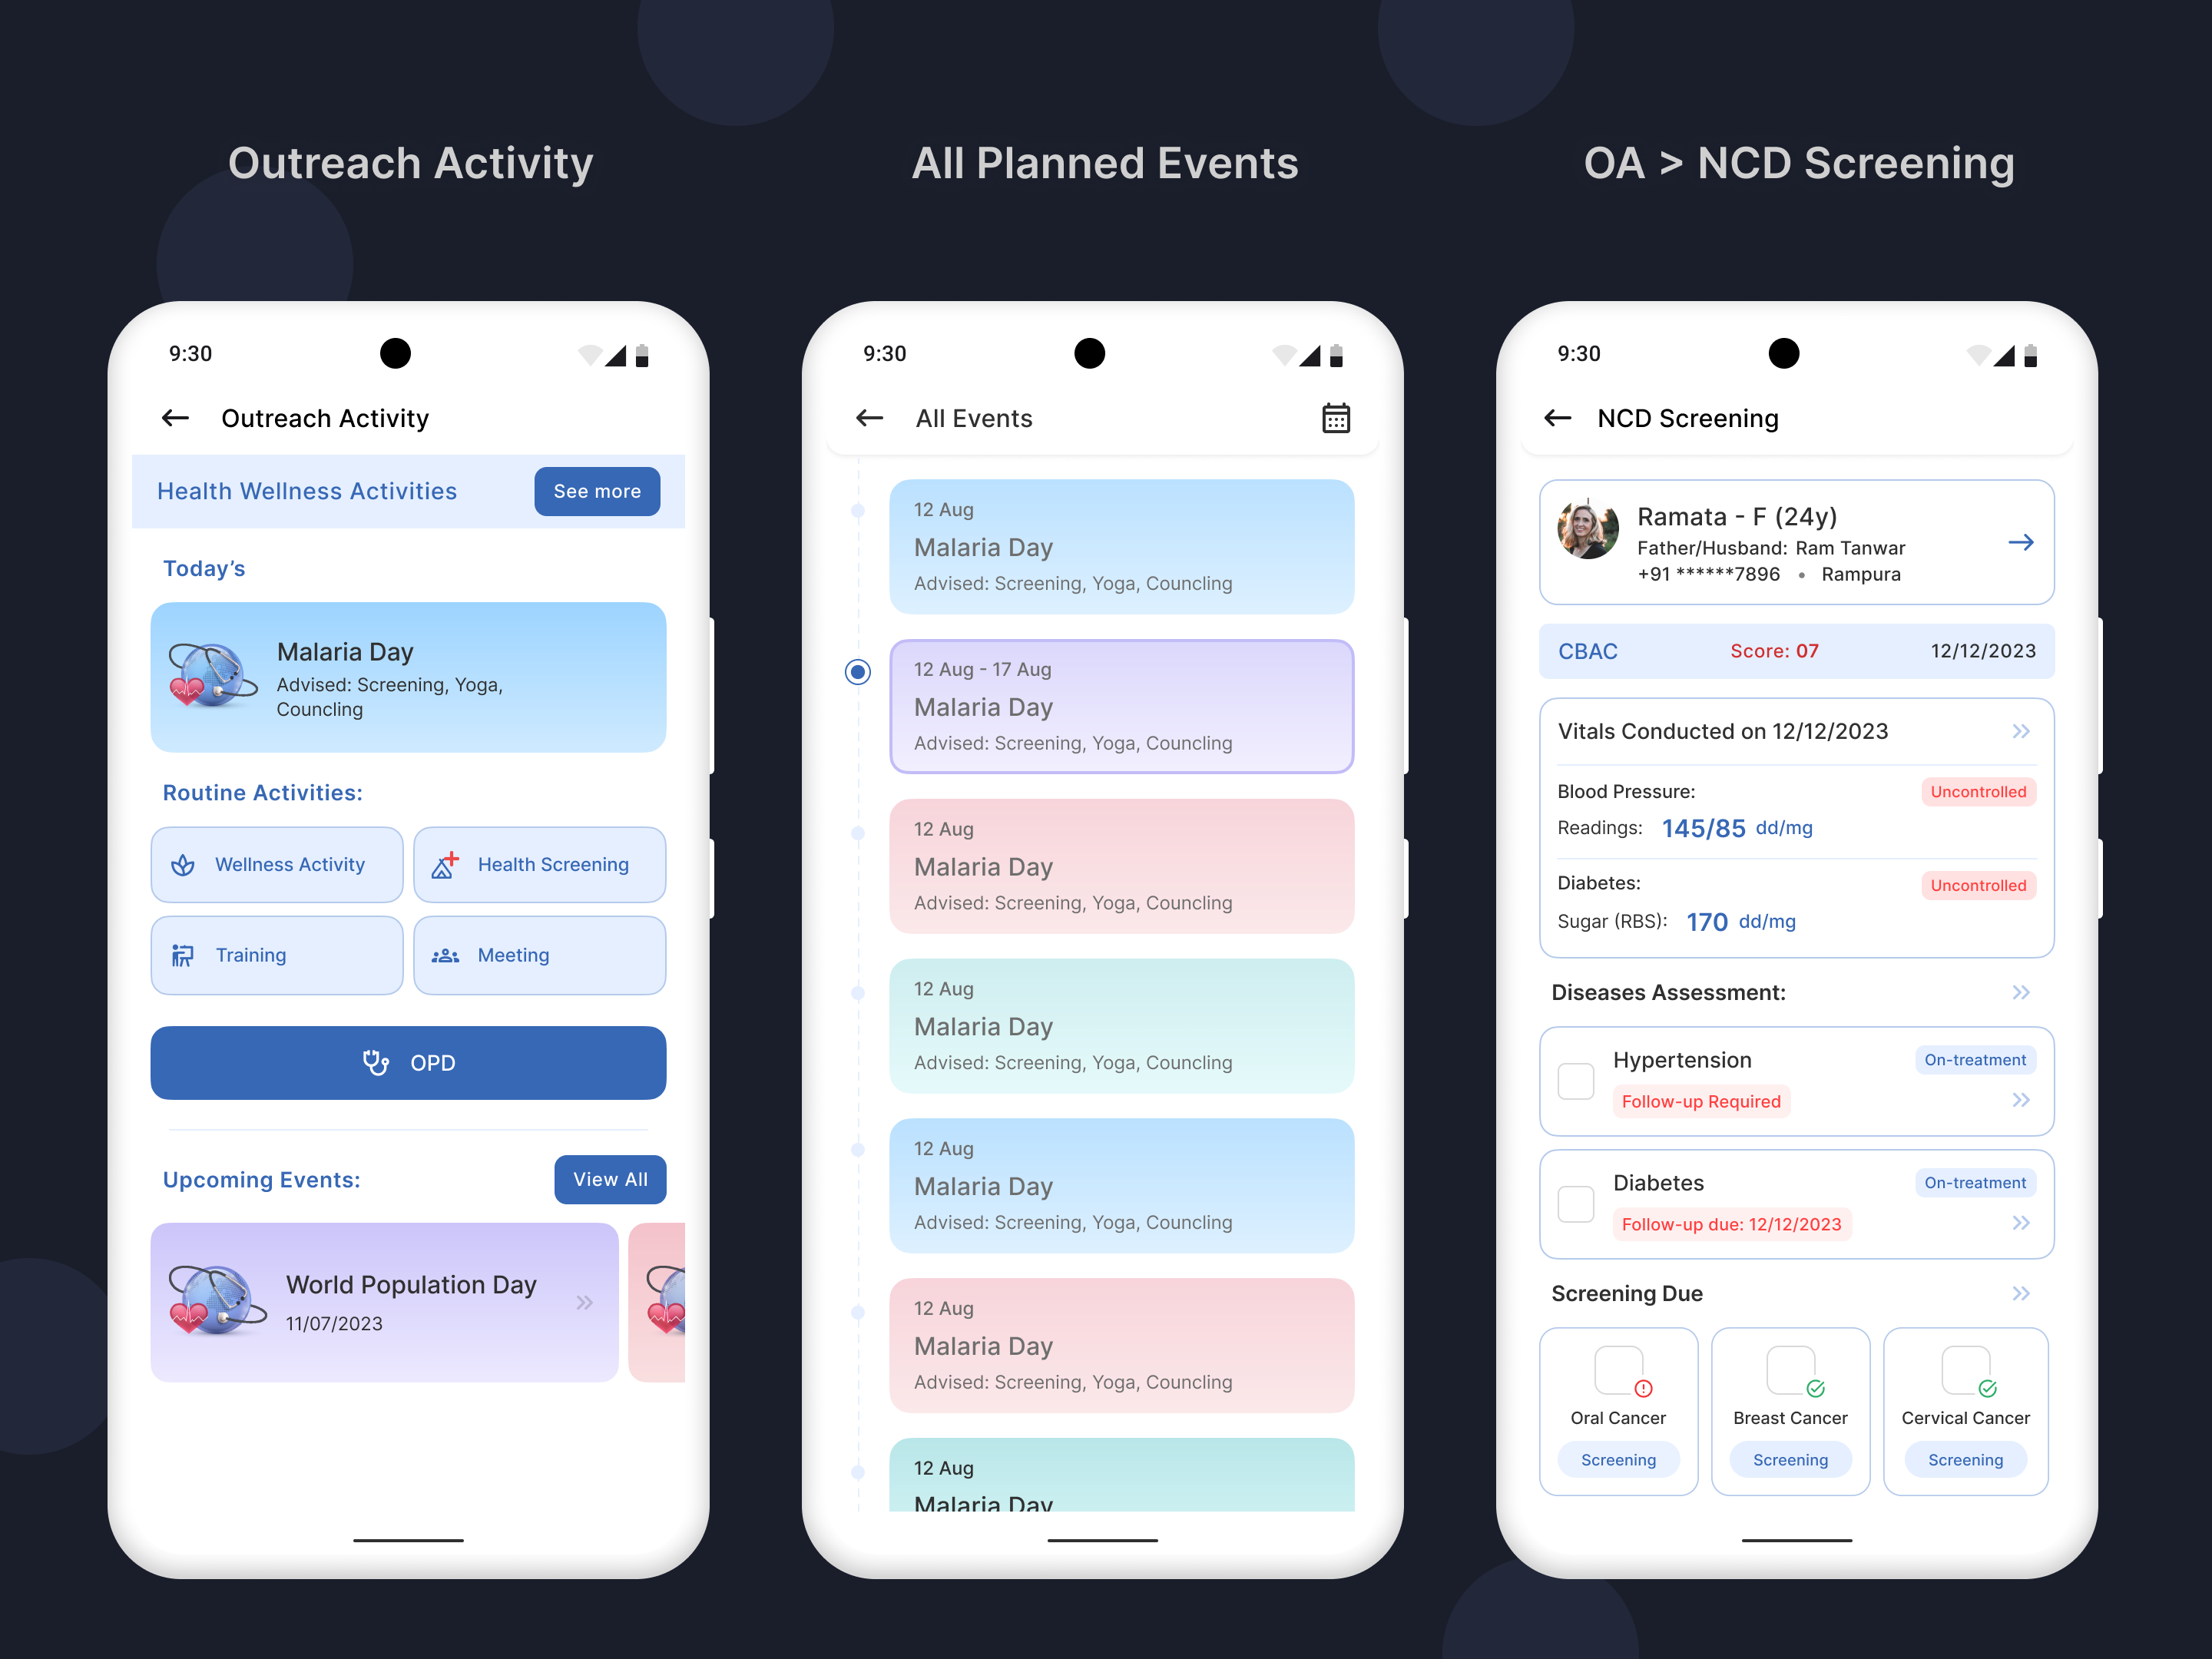 Outreach Activity
All Planned Events
OA > NCD Screening
9:30
Outreach Activity
Health Wellness Activities
See more
Today's
Malaria Day
Advised: Screening, Yoga,
Councling
Routine Activities:
Wellness Activity
Health Screening
Training
Meeting
OPD
Upcoming Events:
View All
World Population Day
11/07/2023
9:30
All Events
12 Aug
Malaria Day
Advised: Screening, Yoga, Councling
12 Aug - 17 Aug
Malaria Day
Advised: Screening, Yoga, Councling
12 Aug
Malaria Day
Advised: Screening, Yoga, Councling
12 Aug
Malaria Day
Advised: Screening, Yoga, Councling
12 Aug
Malaria Day
Advised: Screening, Yoga, Councling
12 Aug
Malaria Day
Advised: Screening, Yoga, Councling
12 Aug
Malaria Day
9:30
NCD Screening
Ramata - F (24y)
Father/Husband: Ram Tanwar
+91 ******7896 • Rampura
CBAC Score: 07 12/12/2023
Vitals Conducted on 12/12/2023
Blood Pressure: Uncontrolled
Readings: 145/85 dd/mg
Diabetes: Uncontrolled
Sugar (RBS): 170 dd/mg
Diseases Assessment:
Hypertension On-treatment
Follow-up Required
Diabetes On-treatment
Follow-up due: 12/12/2023
Screening Due
Oral Cancer
Screening
Breast Cancer
Screening
Cervical Cancer
Screening